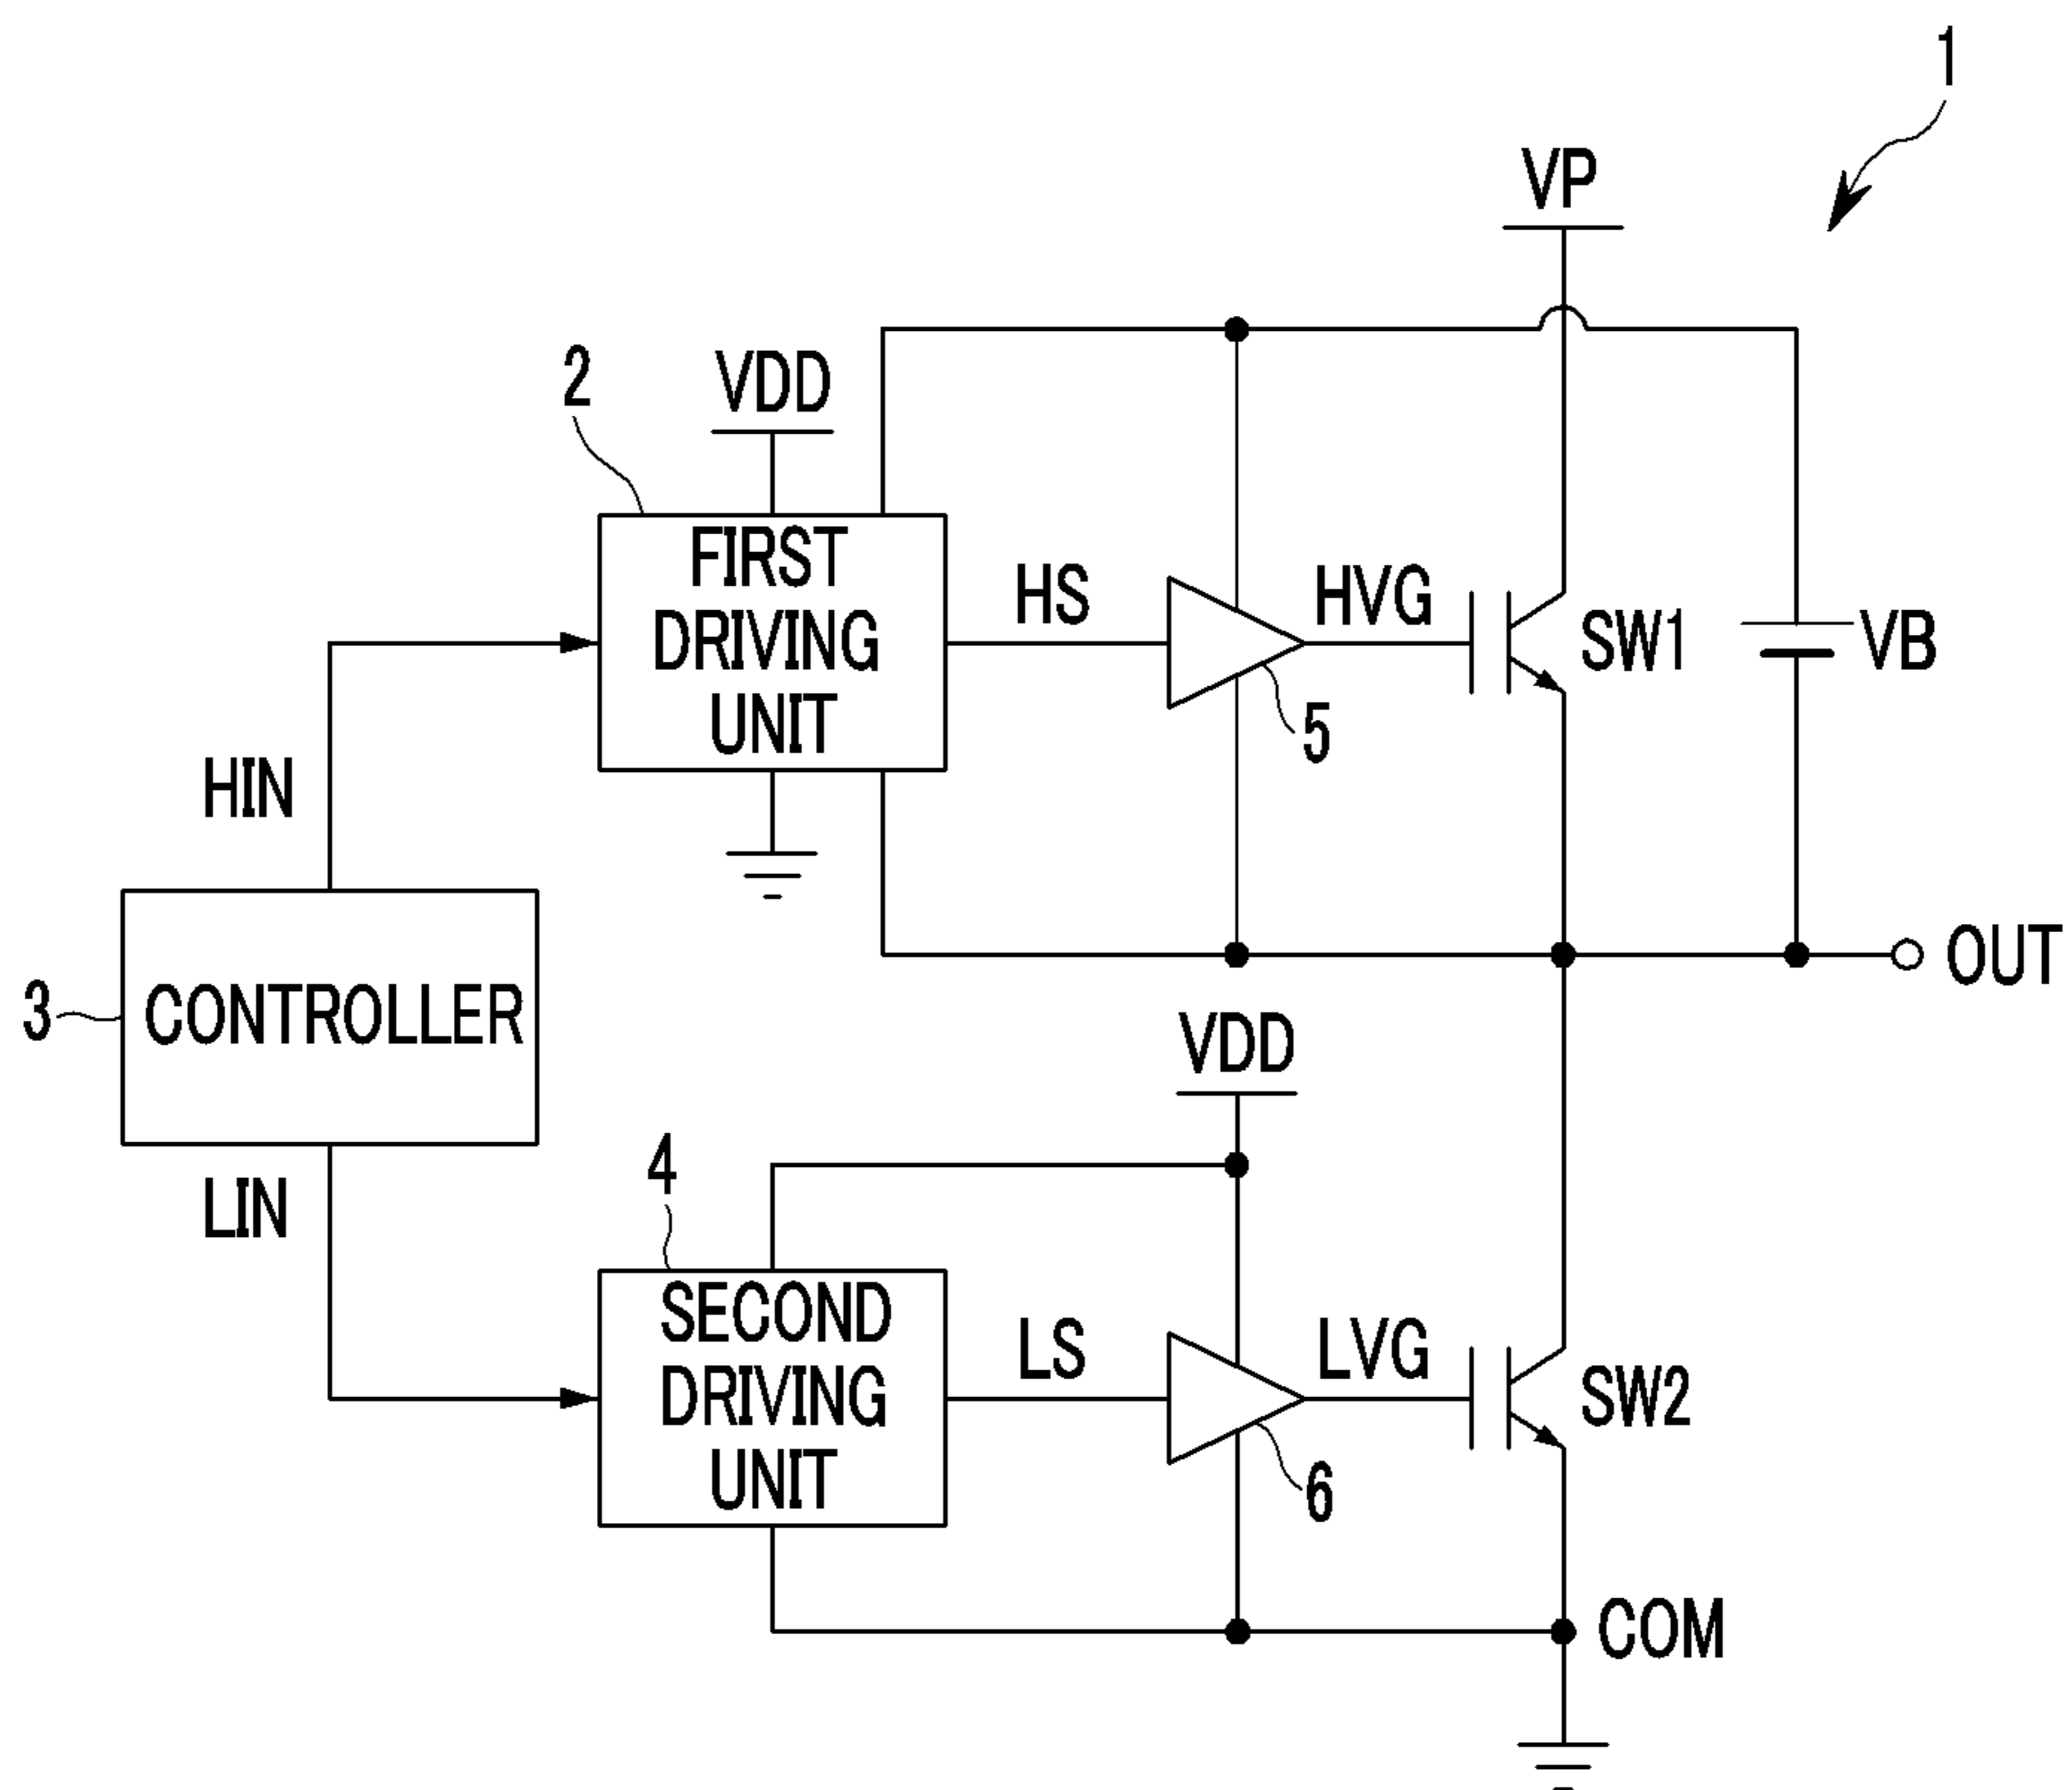 1
VP
2
VDD
FIRST
DRIVING
UNIT
HS
HVG
SW1
VB
5
HIN
OUT
3
CONTROLLER
VDD
LIN
4
SECOND
DRIVING
UNIT
LS
LVG
SW2
6
COM